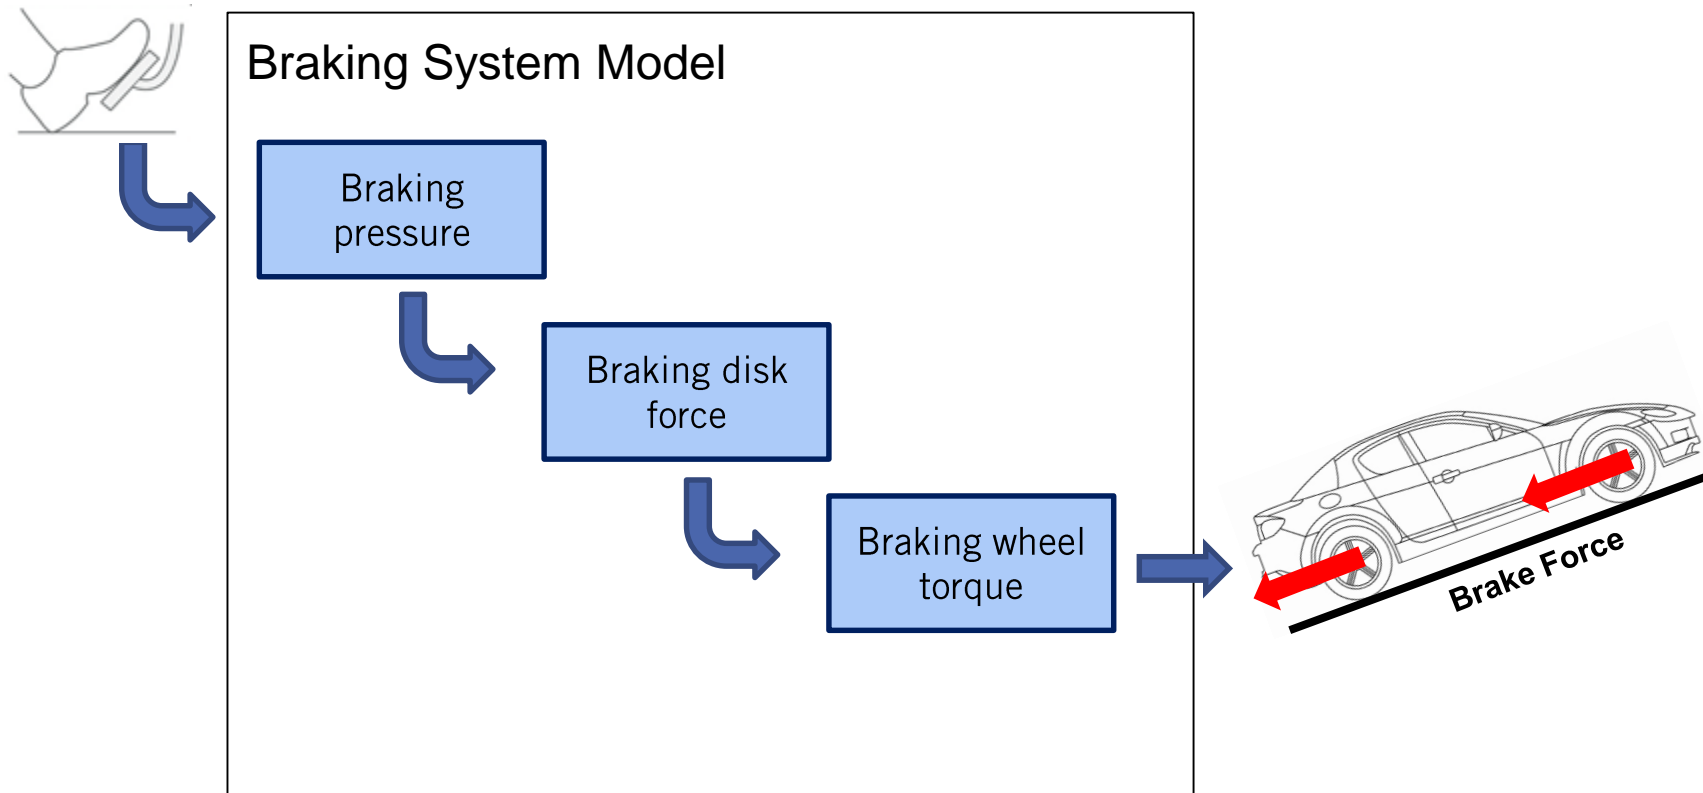 Braking System Model
Braking
pressure
Braking disk
force
Braking wheel
torque
Brake Force